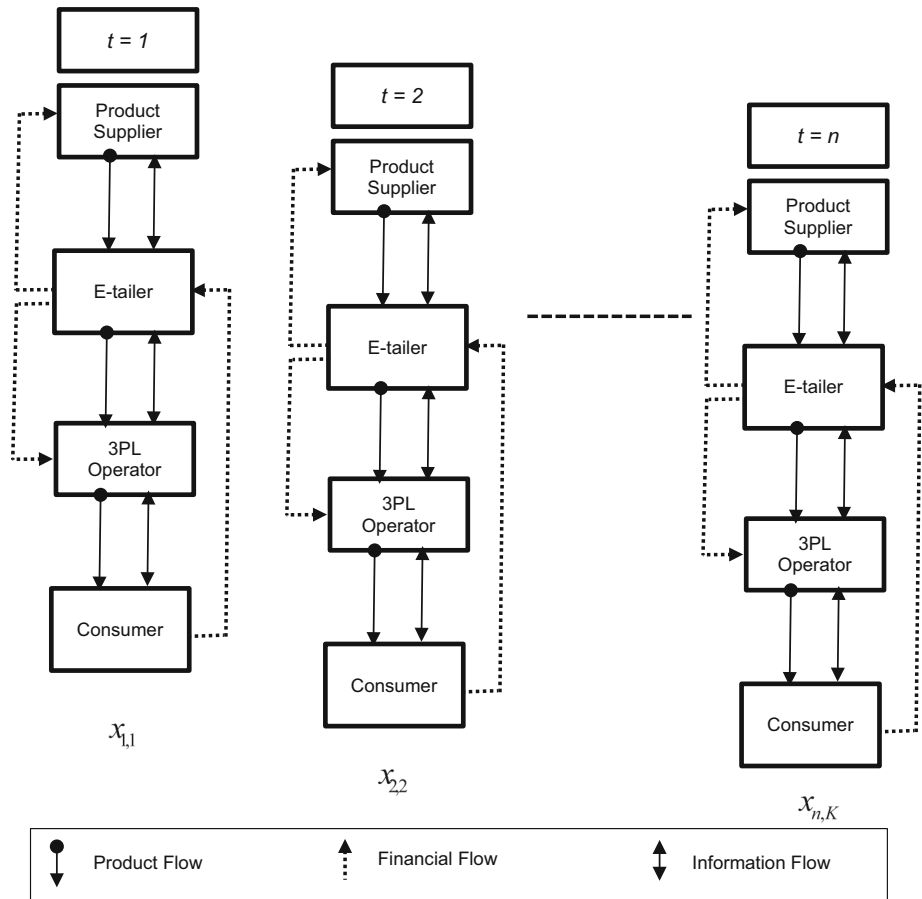 t = 1
Product
Supplier
E-tailer
3PL
Operator
Consumer
x1,1
t = 2
Product
Supplier
E-tailer
3PL
Operator
Consumer
x2,2
t = n
Product
Supplier
E-tailer
3PL
Operator
Consumer
xn,K
Product Flow
Financial Flow
Information Flow